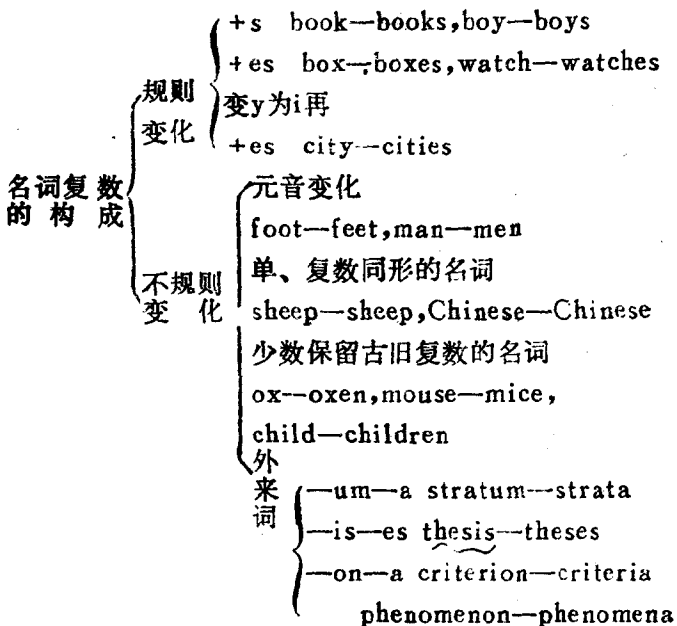 +s book—books,boy—boys
+es box—boxes,watch—watches
规则
变y为i再
变化
+es city—cities
名词复数
的构成
元音变化
foot—feet,man—men
不规则
变化
单、复数同形的名词
sheep—sheep,Chinese—Chinese
少数保留古旧复数的名词
ox—oxen,mouse—mice,
child—children
外来词
—um—a stratum—strata
—is—es thesis—theses
—on—a criterion—criteria
phenomenon—phenomena